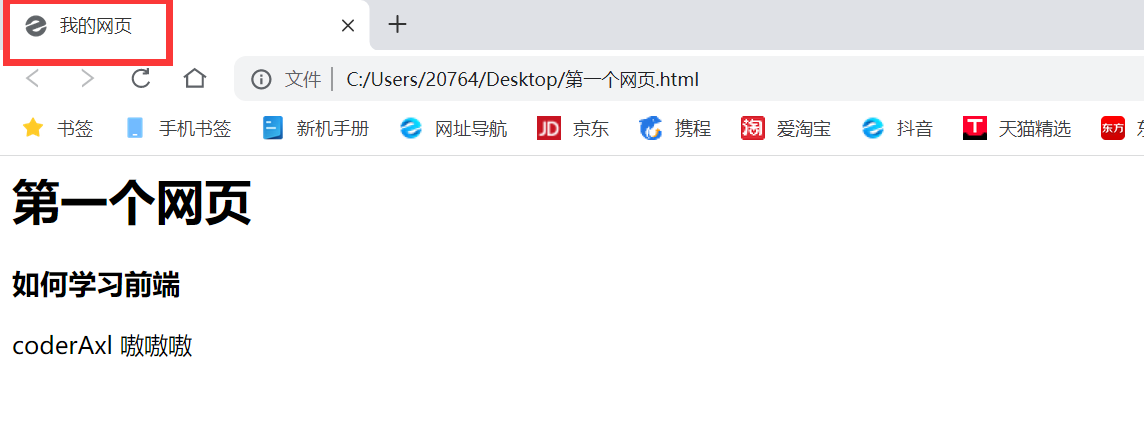 我的网页
文件 C:/Users/20764/Desktop/第一个网页.html
书签 手机书签 新机手册 网址导航 JD 京东 携程 淘 爱淘宝 抖音 T 天猫精选 东方
第一个网页
如何学习前端
coderAxl 嗷嗷嗷